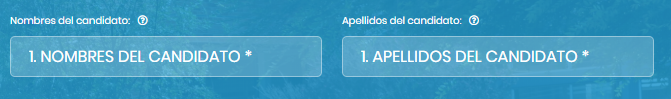 Nombres del candidato: Apellidos del candidato:
1. NOMBRES DEL CANDIDATO * 1. APELLIDOS DEL CANDIDATO *